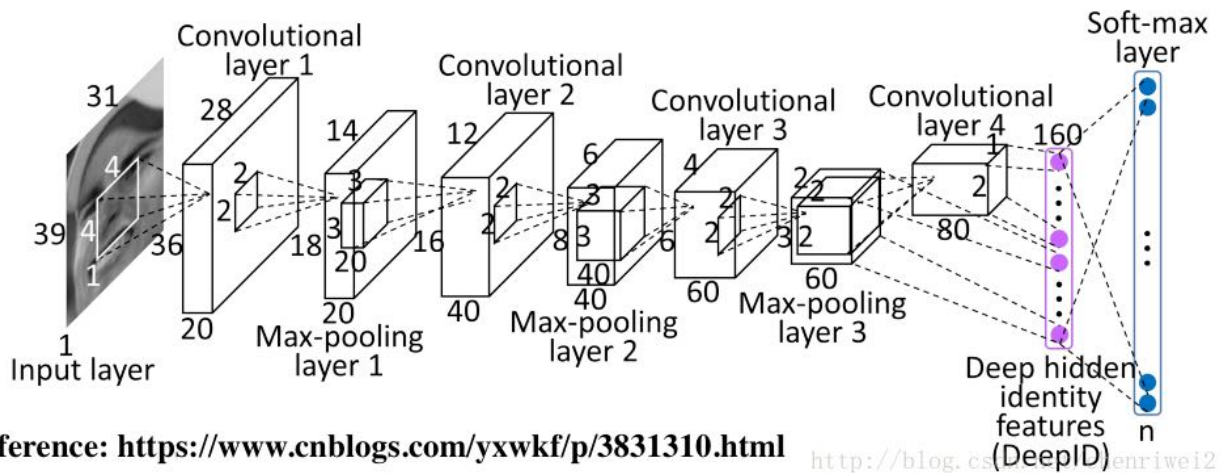 Soft-max
layer
Convolutional
layer 1
Convolutional
layer 2
Convolutional
layer 3
Convolutional
layer 4
31
39
1
4
4
1
Input layer
28
36
20
2
2
14
18
20
3
3
20
Max-pooling
layer 1
12
16
40
2
2
6
8
40
3
3
40
Max-pooling
layer 2
4
6
60
2
2
2
3
60
2
2
Max-pooling
layer 3
1
2
80
160
Deep hidden
identity
features
(DeepID)
n
ference: https://www.cnblogs.com/yxwkf/p/3831310.html